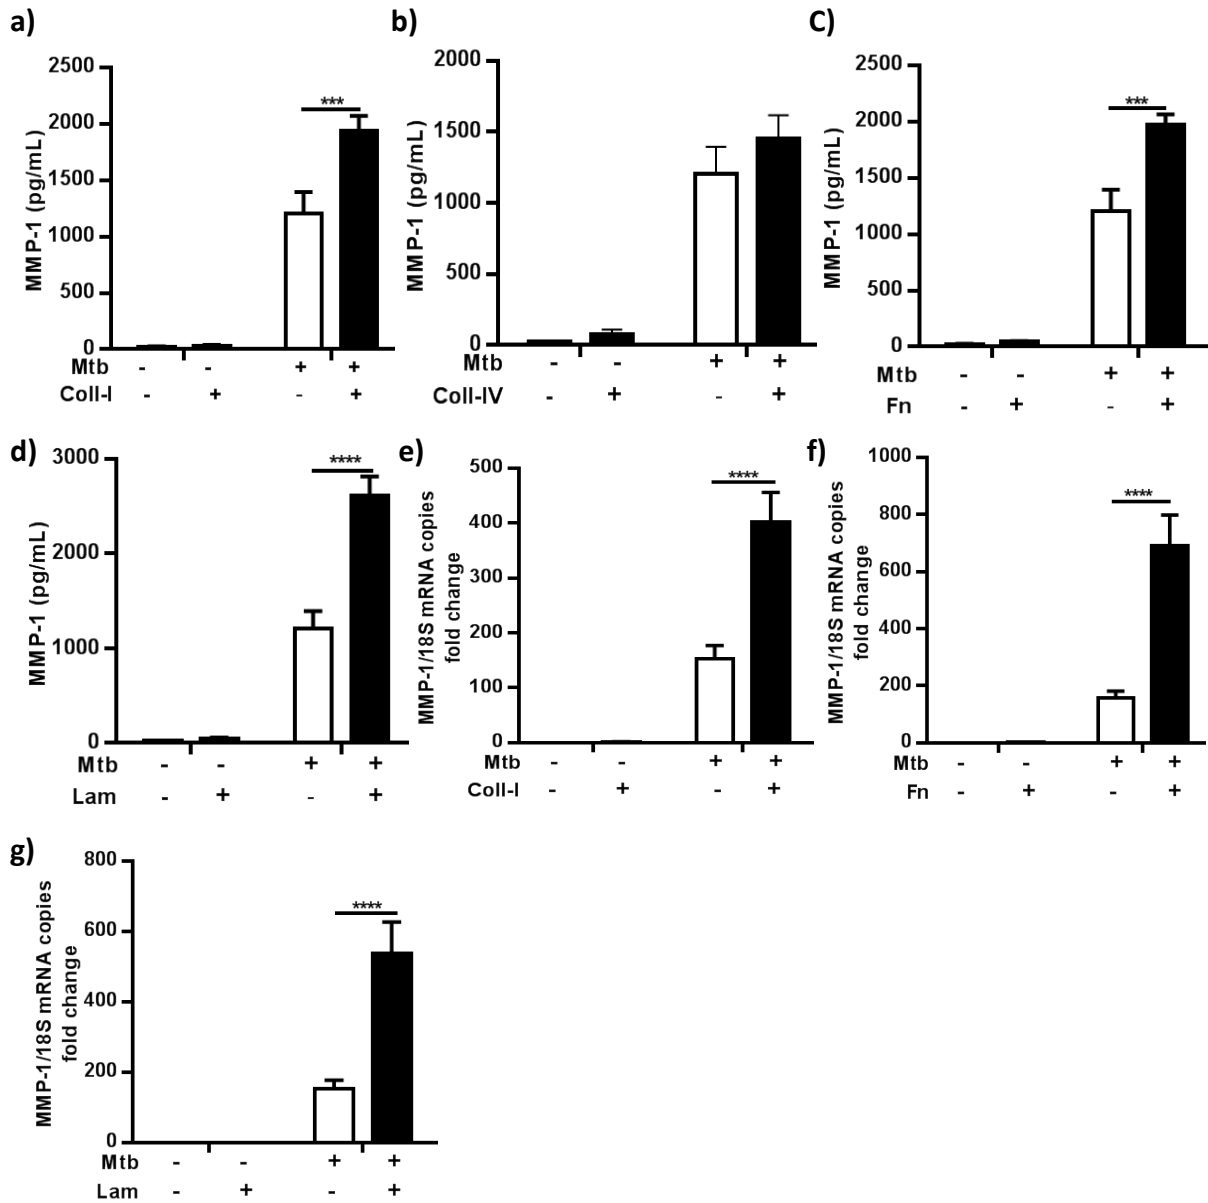 a)
MMP-1 (pg/mL)
2500
2000
1500
1000
500
0
***
Mtb - - + +
Coll-I - + - +
b)
MMP-1 (pg/mL)
2000
1500
1000
500
0
Mtb - - + +
Coll-IV - + - +
C)
MMP-1 (pg/mL)
2500
2000
1500
1000
500
0
***
Mtb - - + +
Fn - + - +
d)
MMP-1 (pg/mL)
3000
2000
1000
0
****
Mtb - - + +
Lam - + - +
e)
MMP-1/18S mRNA copies
fold change
500
400
300
200
100
0
****
Mtb - - + +
Coll-I - + - +
f)
MMP-1/18S mRNA copies
fold change
1000
800
600
400
200
0
****
Mtb - - + +
Fn - + - +
g)
MMP-1/18S mRNA copies
fold change
800
600
400
200
0
****
Mtb - - + +
Lam - + - +